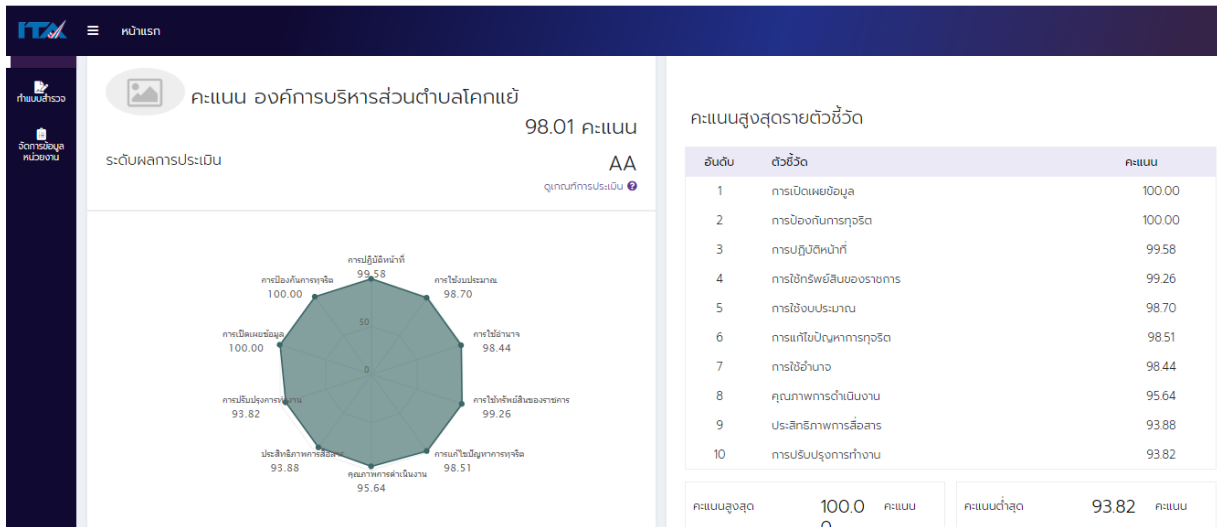 ITA
หน้าแรก
ทำแบบสำรวจ
จัดการข้อมูล
หน่วยงาน
คะแนน องค์การบริหารส่วนตำบลโคกแย้
98.01 คะแนน
ระดับผลการประเมิน
AA
ดูเกณฑ์การประเมิน ?
การปฏิบัติหน้าที่
99.58
การป้องกันการทุจริต
100.00
การใช้งบประมาณ
98.70
50
การเปิดเผยข้อมูล
100.00
การใช้อำนาจ
98.44
0
การปรับปรุงการทำงาน
93.82
การใช้ทรัพย์สินของราชการ
99.26
ประสิทธิภาพการสื่อสาร
93.88
การแก้ไขปัญหาการทุจริต
98.51
คุณภาพการดำเนินงาน
95.64
คะแนนสูงสุดรายตัวชี้วัด
อันดับ ตัวชี้วัด คะแนน
1 การเปิดเผยข้อมูล 100.00
2 การป้องกันการทุจริต 100.00
3 การปฏิบัติหน้าที่ 99.58
4 การใช้ทรัพย์สินของราชการ 99.26
5 การใช้งบประมาณ 98.70
6 การแก้ไขปัญหาการทุจริต 98.51
7 การใช้อำนาจ 98.44
8 คุณภาพการดำเนินงาน 95.64
9 ประสิทธิภาพการสื่อสาร 93.88
10 การปรับปรุงการทำงาน 93.82
คะแนนสูงสุด 100.0 คะแนน
0
คะแนนต่ำสุด 93.82 คะแนน